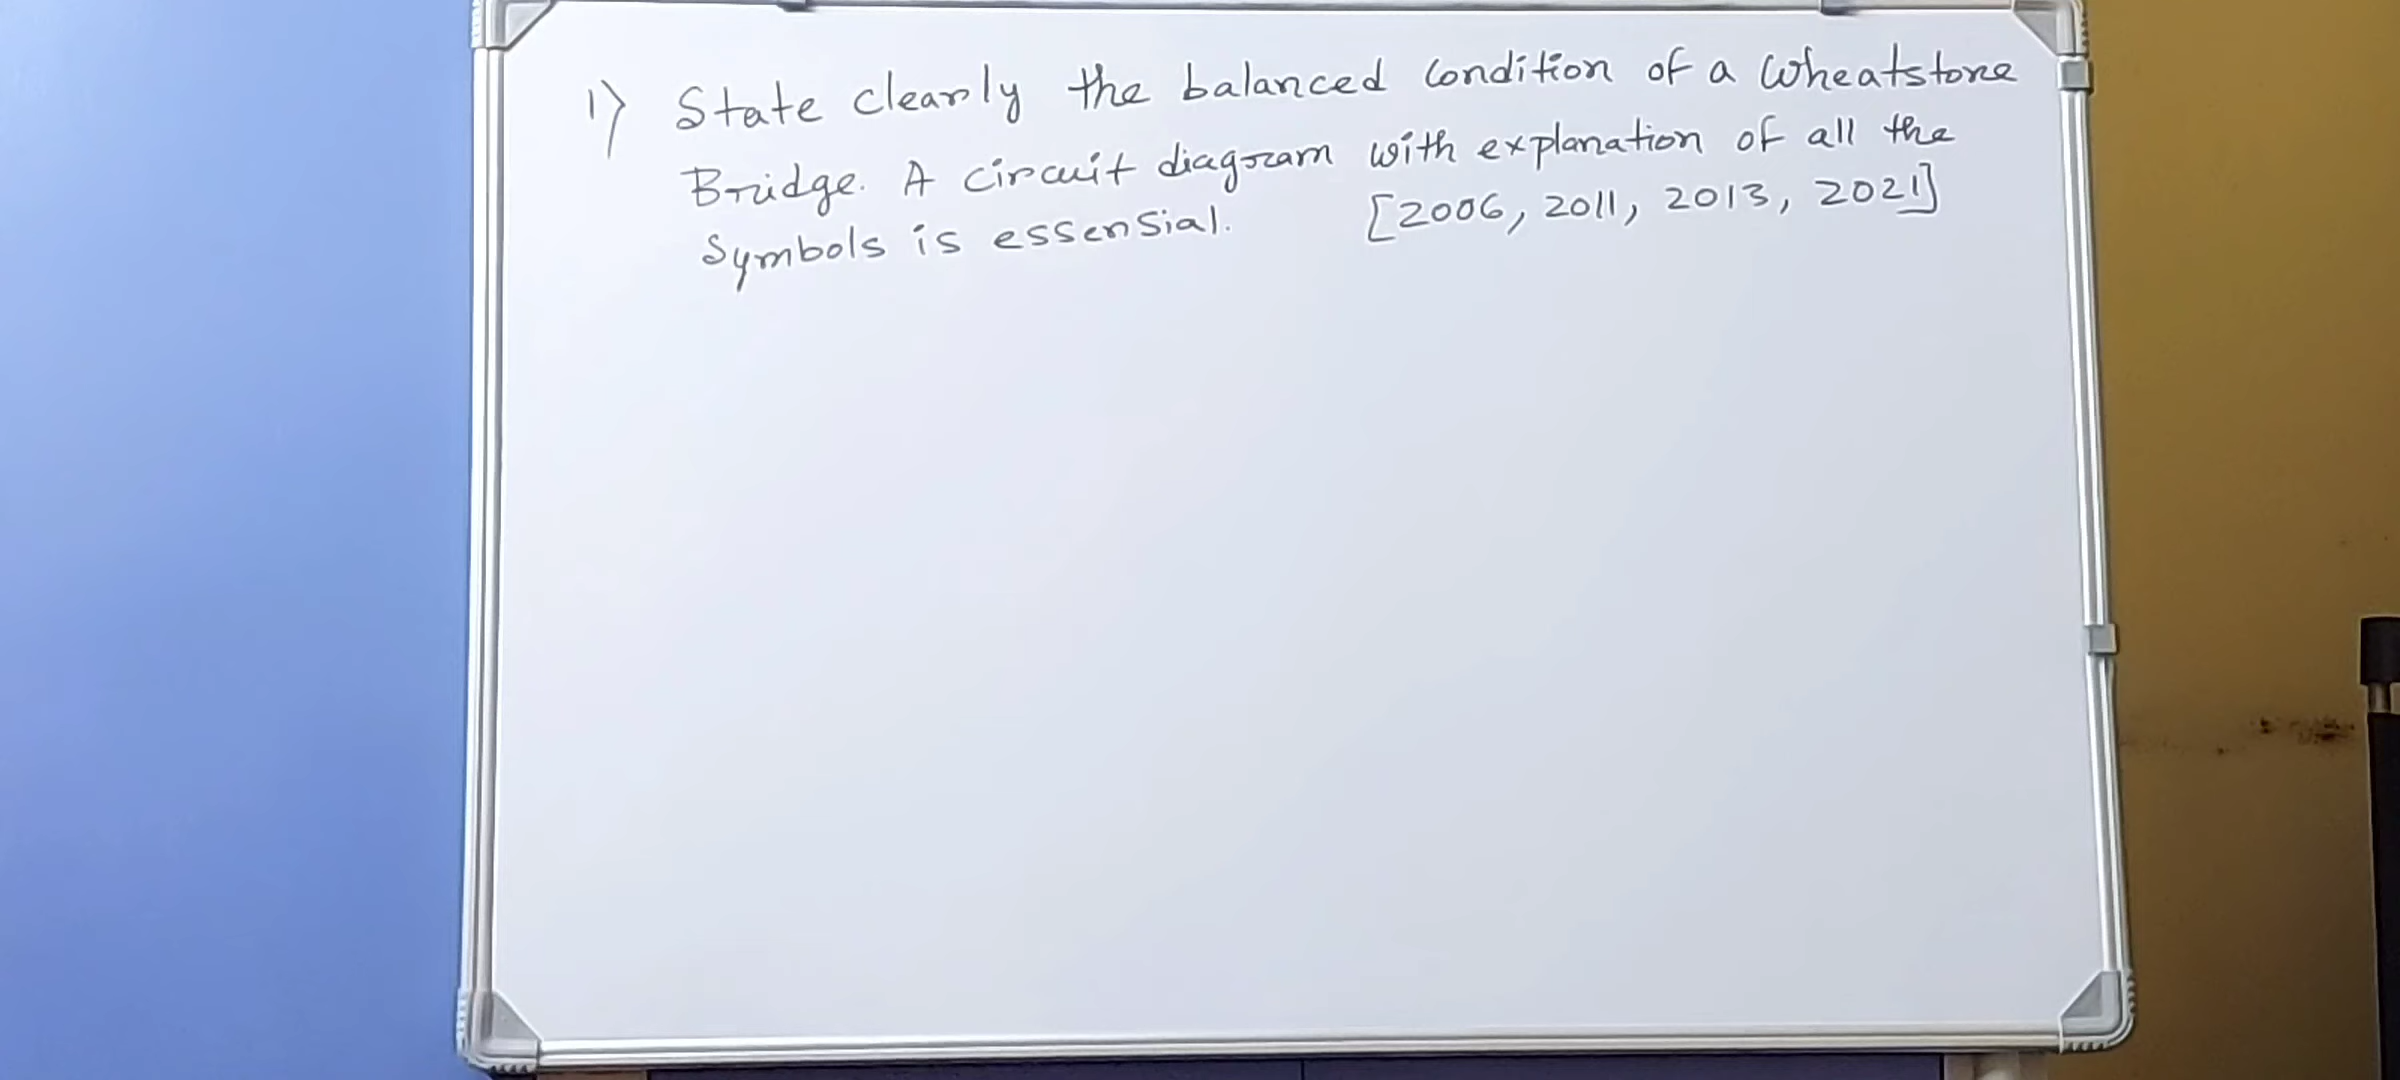 1) State clearly the balanced condition of a Wheatstone
Bridge. A circuit diagram with explanation of all the
Symbols is essensial. [2006, 2011, 2013, 2021]